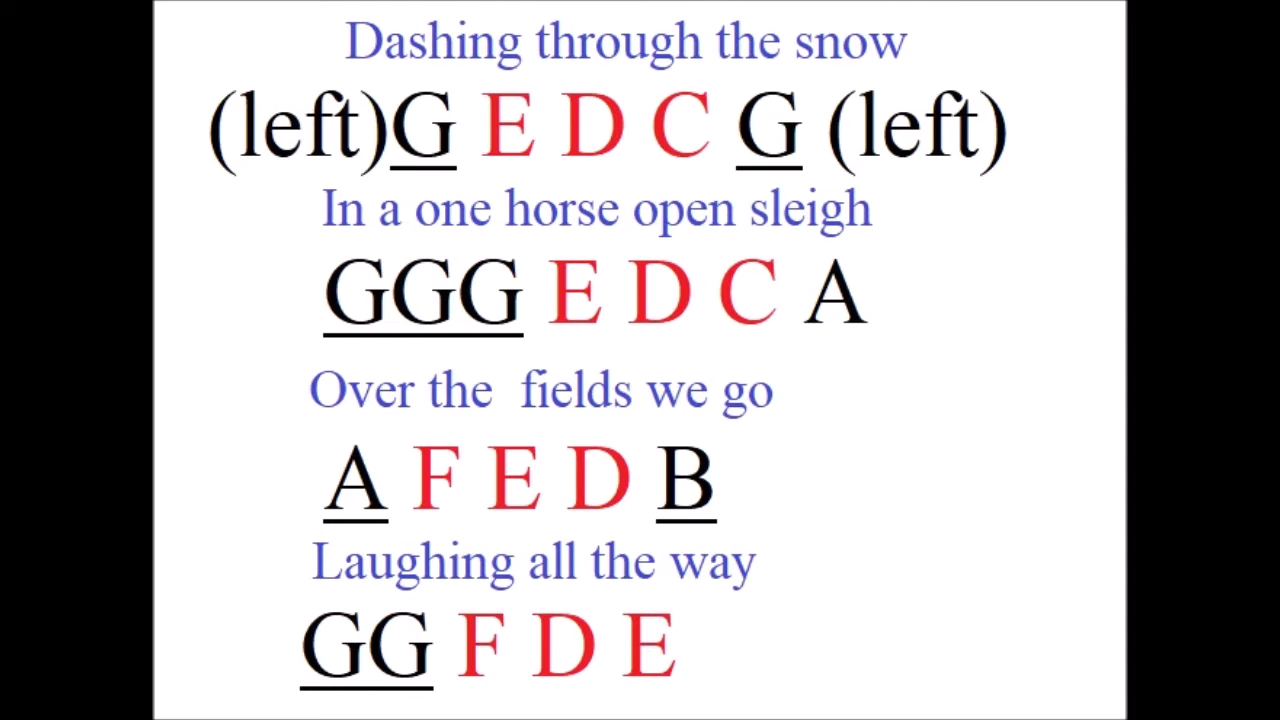 Dashing through the snow
(left)G E D C G (left)
In a one horse open sleigh
GGG E D C A
Over the fields we go
A F E D B
Laughing all the way
GG F D E